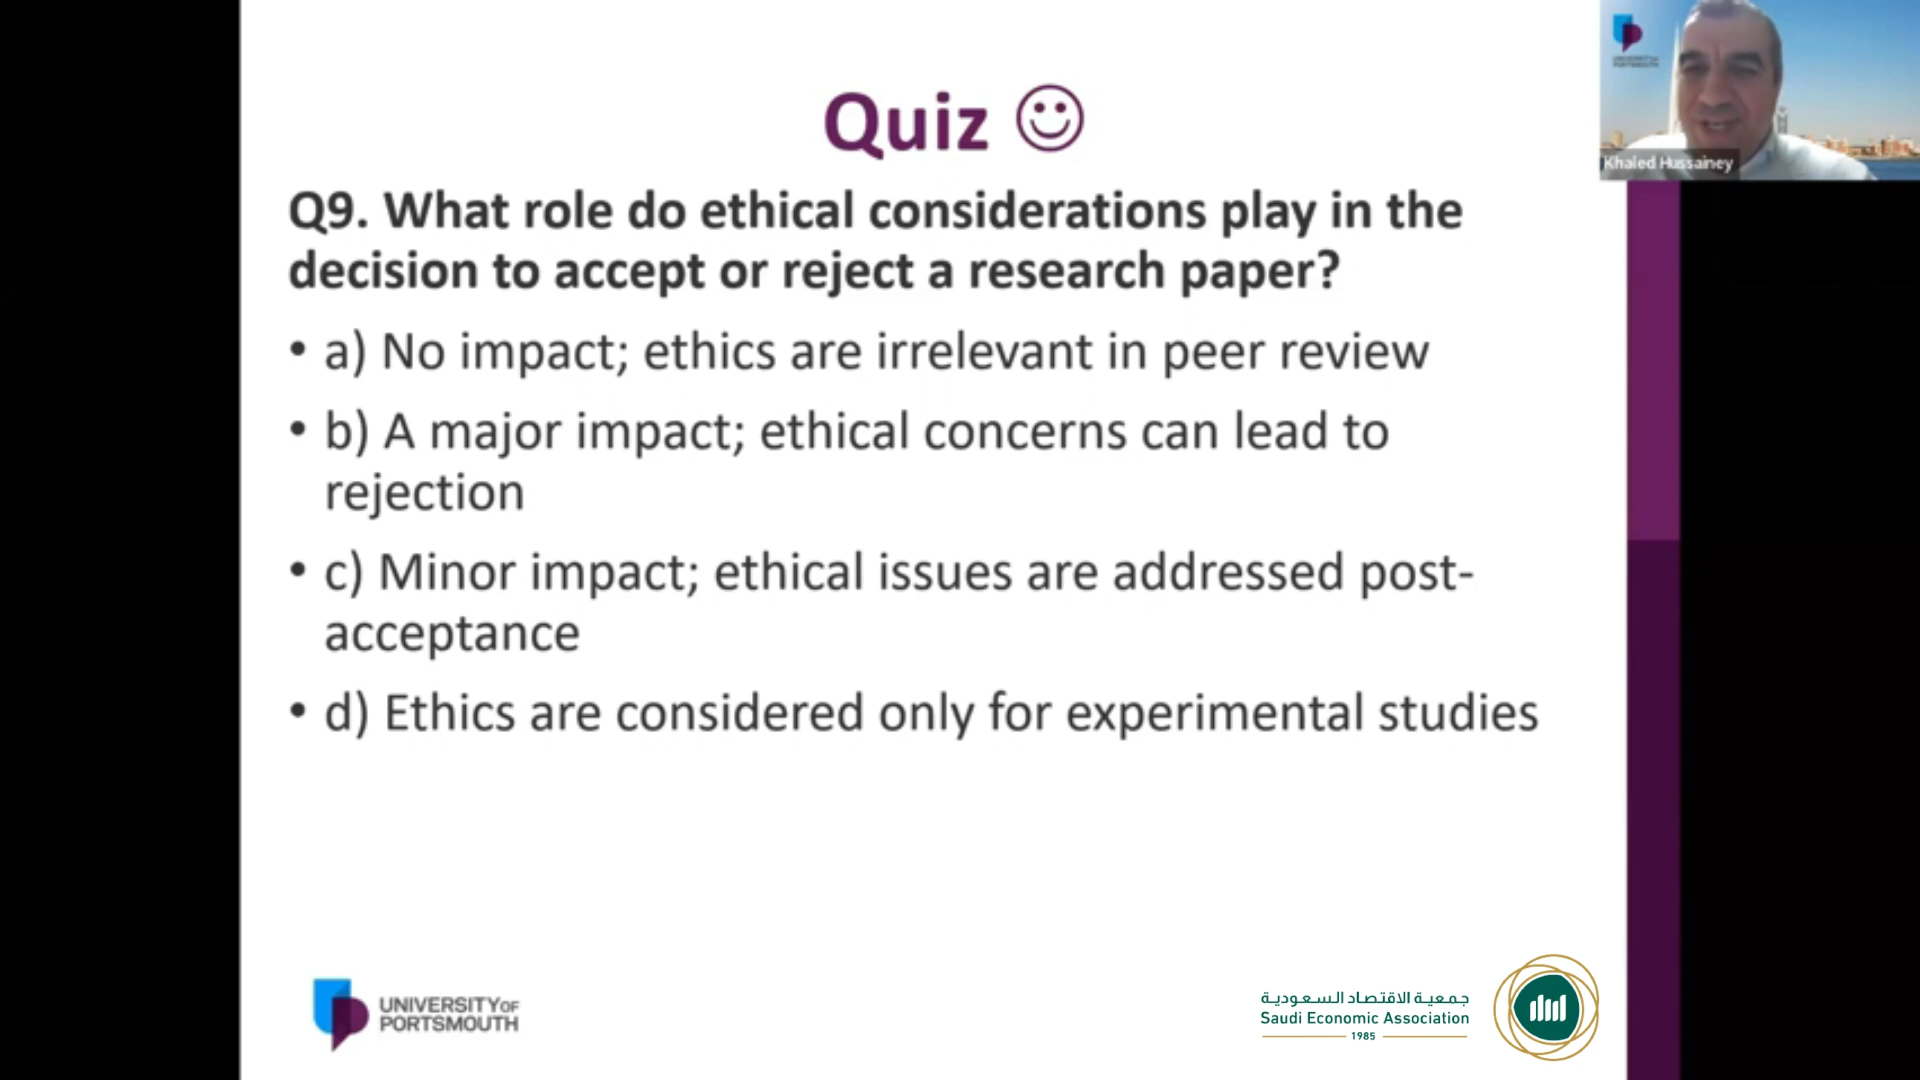 Quiz
Q9. What role do ethical considerations play in the
decision to accept or reject a research paper?
• a) No impact; ethics are irrelevant in peer review
• b) A major impact; ethical concerns can lead to
rejection
• c) Minor impact; ethical issues are addressed post-
acceptance
• d) Ethics are considered only for experimental studies
UNIVERSITY OF
PORTSMOUTH
Khaled Hussainey
UNIVERSITY OF
PORTSMOUTH
جمعية الاقتصاد السعودية
Saudi Economic Association
1985